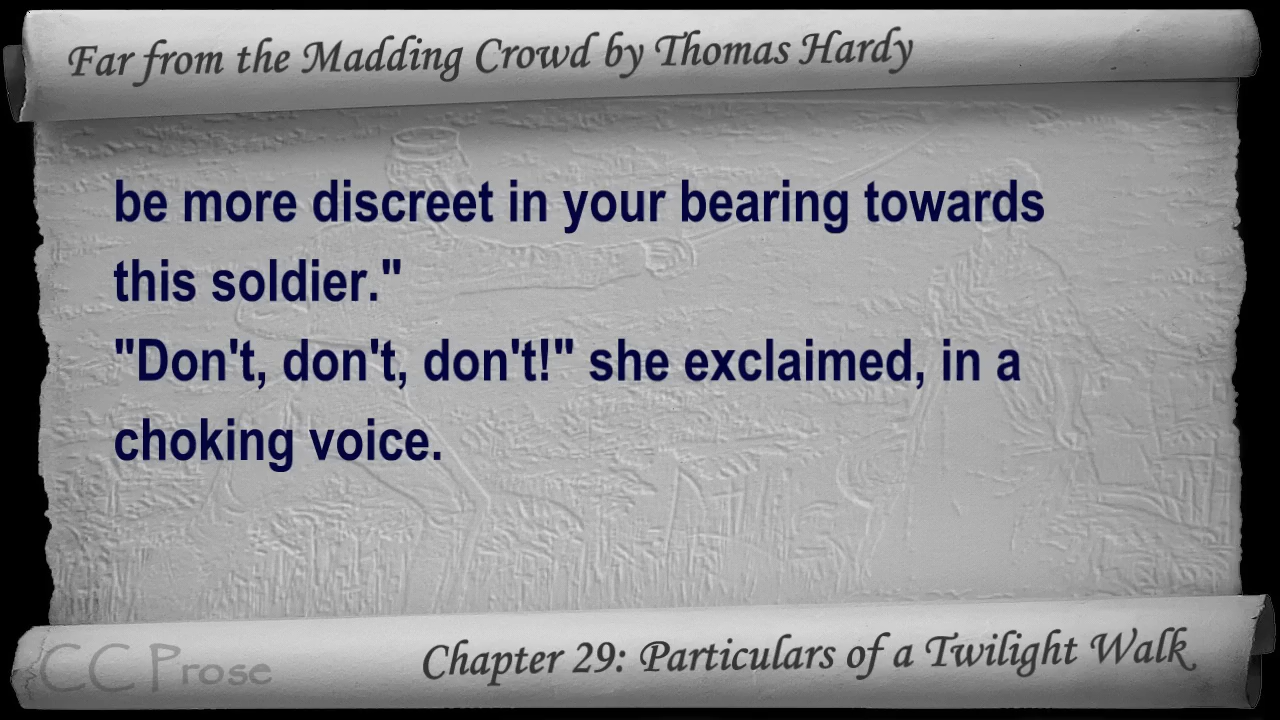 Far from the Madding Crowd by Thomas Hardy
be more discreet in your bearing towards
this soldier."
"Don't, don't, don't!" she exclaimed, in a
choking voice.
CC Prose
Chapter 29: Particulars of a Twilight Walk